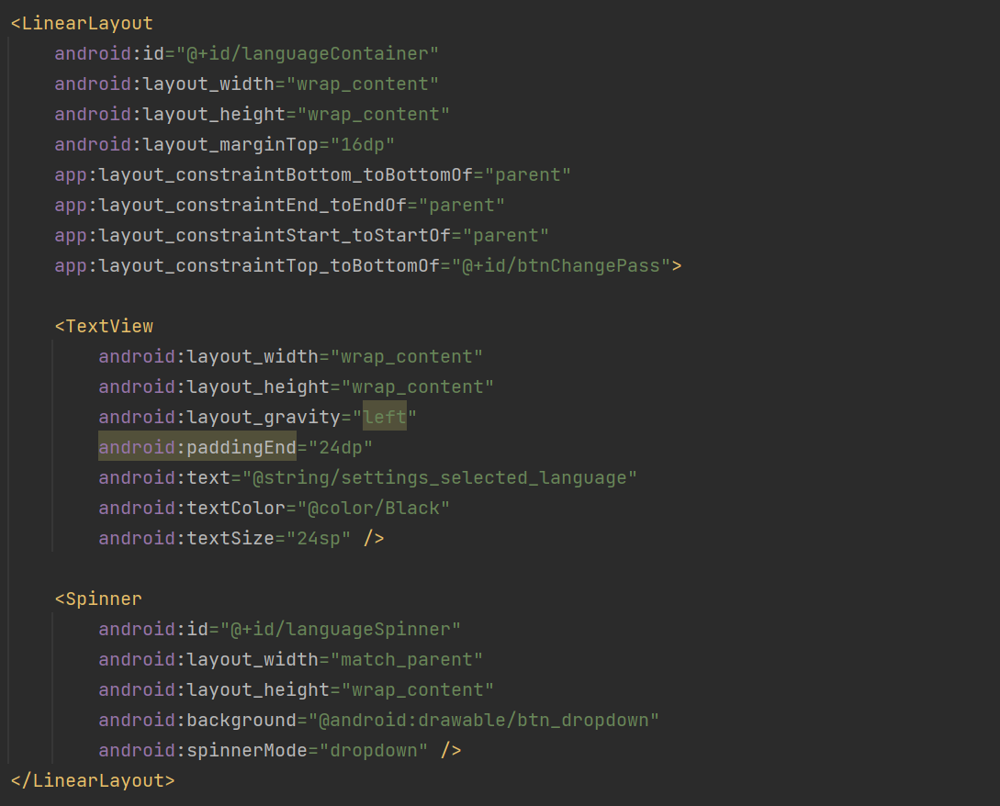 <LinearLayout
    android:id="@+id/languageContainer"
    android:layout_width="wrap_content"
    android:layout_height="wrap_content"
    android:layout_marginTop="16dp"
    app:layout_constraintBottom_toBottomOf="parent"
    app:layout_constraintEnd_toEndOf="parent"
    app:layout_constraintStart_toStartOf="parent"
    app:layout_constraintTop_toBottomOf="@+id/btnChangePass">

    <TextView
        android:layout_width="wrap_content"
        android:layout_height="wrap_content"
        android:layout_gravity="left"
        android:paddingEnd="24dp"
        android:text="@string/settings_selected_language"
        android:textColor="@color/Black"
        android:textSize="24sp" />

    <Spinner
        android:id="@+id/languageSpinner"
        android:layout_width="match_parent"
        android:layout_height="wrap_content"
        android:background="@android:drawable/btn_dropdown"
        android:spinnerMode="dropdown" />
</LinearLayout>